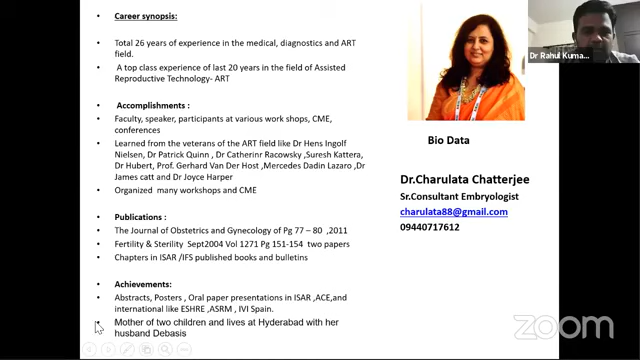 Career synopsis:
• Total 26 years of experience in the medical, diagnostics and ART
field.
• A top class experience of last 20 years in the field of Assisted
Reproductive Technology- ART
• Accomplishments :
• Faculty, speaker, participants at various work shops, CME,
conferences
• Learned from the veterans of the ART field like Dr Hens Ingolf
Nielsen, Dr Patrick Quinn , Dr Catherinr Racowsky ,Suresh Kattera,
Dr Hubert, Prof. Gerhard Van Der Host ,Mercedes Dadin Lazaro ,Dr
James catt and Dr Joyce Harper
• Organized many workshops and CME
• Publications :
• The Journal of Obstetrics and Gynecology of Pg 77 – 80 ,2011
• Fertility & Sterility Sept2004 Vol 1271 Pg 151-154 two papers
• Chapters in ISAR /IFS published books and bulletins
• Achievements:
• Abstracts, Posters , Oral paper presentations in ISAR ,ACE,and
international like ESHRE ,ASRM , IVI Spain.
• Mother of two children and lives at Hyderabad with her
husband Debasis
Dr Rahul Kuma...
Bio Data
Dr.Charulata Chatterjee
Sr.Consultant Embryologist
charulata88@gmail.com
09440717612
zoom